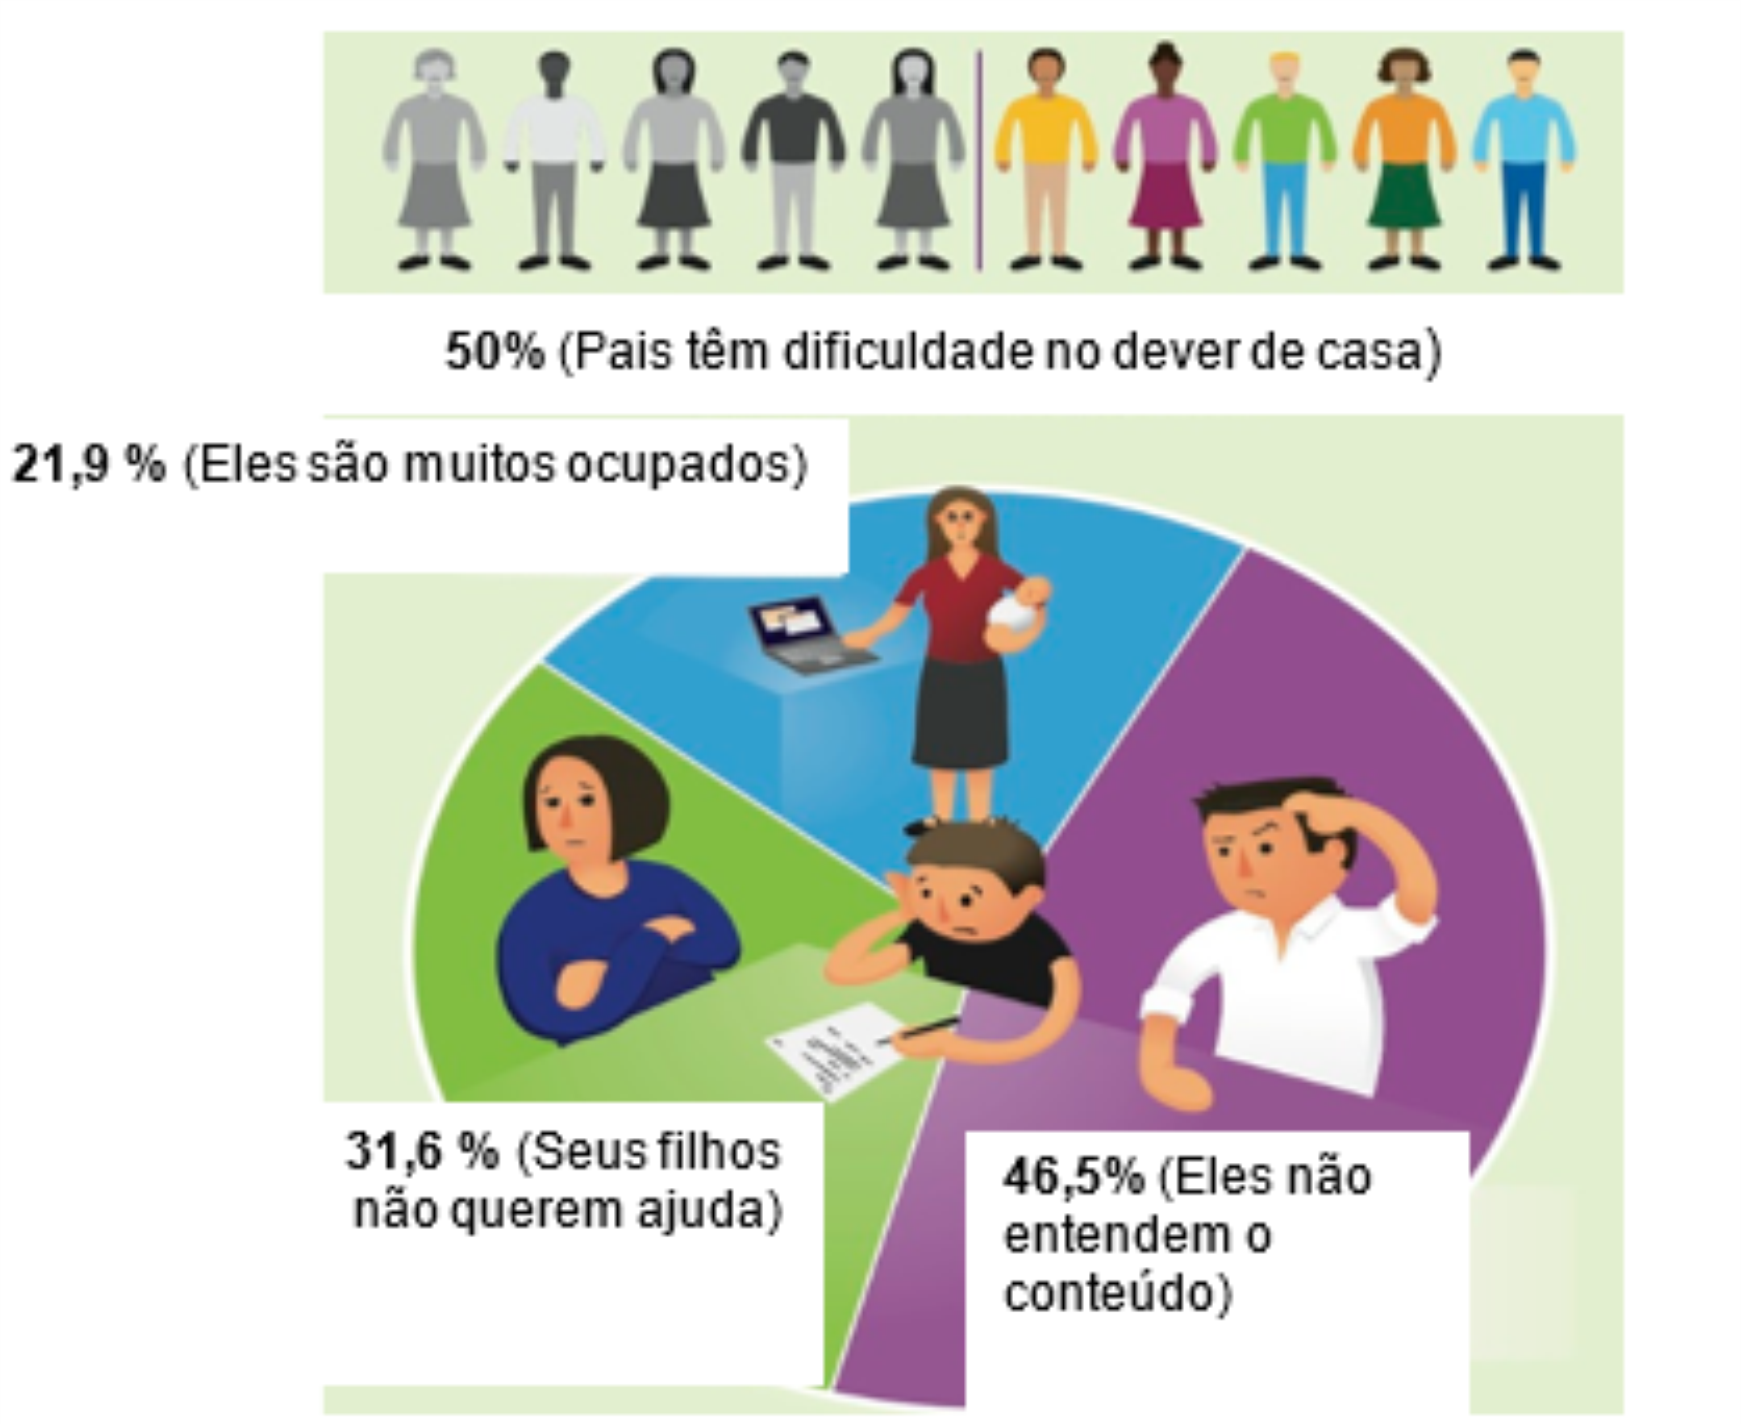 50% (Pais têm dificuldade no dever de casa)
21,9 % (Eles são muitos ocupados)
31,6 % (Seus filhos
não querem ajuda)
46,5% (Eles não
entendem o
conteúdo)